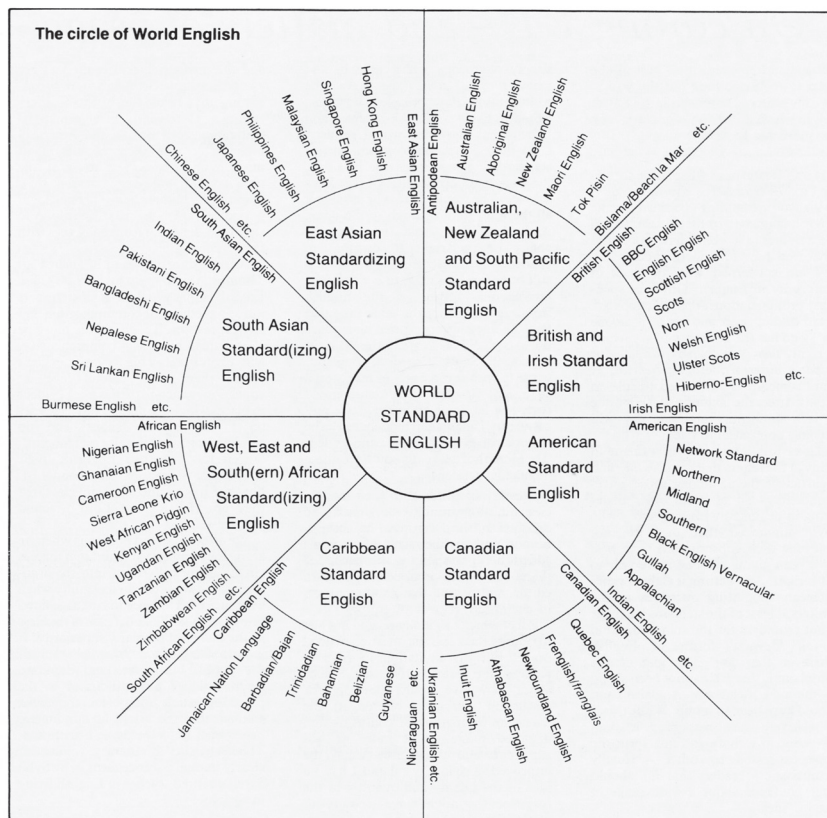 The circle of World English
WORLD
STANDARD
ENGLISH
Antipodean English
Australian,
New Zealand
and South Pacific
Standard
English
Australian English
Aboriginal English
New Zealand English
Maori English
Tok Pisin
Bislama/Beach la Mar etc.
British English
British and
Irish Standard
English
BBC English
English English
Scottish English
Scots
Norn
Welsh English
Ulster Scots
Hiberno-English etc.
Irish English
American English
American
Standard
English
Network Standard
Northern
Midland
Southern
Black English Vernacular
Gullah
Appalachian
Indian English etc.
Canadian English
Canadian
Standard
English
Quebec English
Frenglish/franglais
Newfoundland English
Athabascan English
Inuit English
Ukrainian English etc.
Caribbean English
Caribbean
Standard
English
Nicaraguan etc.
Guyanese
Belizian
Bahamian
Trinidadian
Barbadian/Bajan
Jamaican Nation Language
African English
West, East and
South(ern) African
Standard(izing)
English
Nigerian English
Ghanaian English
Cameroon English
Sierra Leone Krio
West African Pidgin
Kenyan English
Ugandan English
Tanzanian English
Zambian English
Zimbabwean English
South African English etc.
South Asian English
South Asian
Standard(izing)
English
Indian English
Pakistani English
Bangladeshi English
Nepalese English
Sri Lankan English
Burmese English etc.
East Asian English
East Asian
Standardizing
English
Hong Kong English
Singapore English
Malaysian English
Philippines English
Japanese English
Chinese English etc.